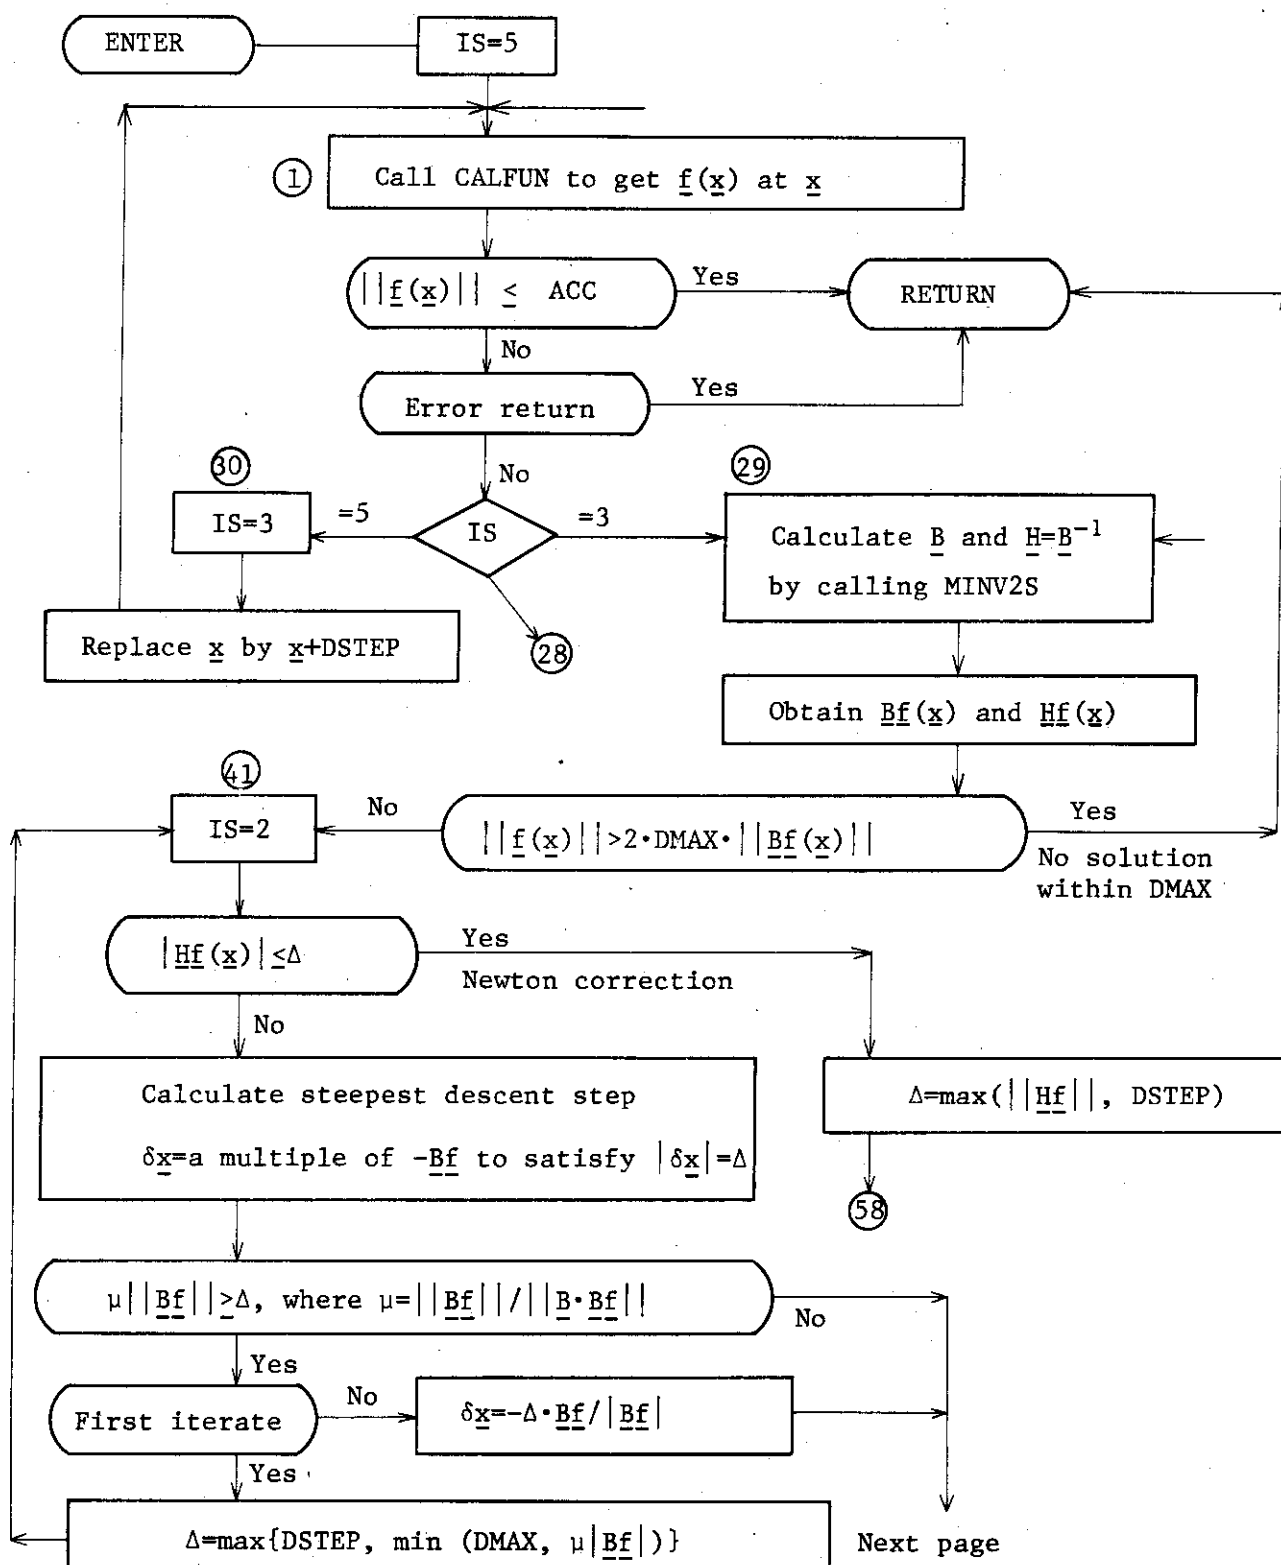 ENTER
IS=5
① Call CALFUN to get f(x) at x
||f(x)|| ≤ ACC
Yes
RETURN
No
Error return
Yes
No
㉚
IS=3
=5
IS
=3
㉙
Calculate B and H=B⁻¹
by calling MINV2S
Replace x by x+DSTEP
㉘
Obtain Bf(x) and Hf(x)
㊶
IS=2
No
||f(x)||>2·DMAX·||Bf(x)||
Yes
No solution
within DMAX
|Hf(x)|≤Δ
Yes
Newton correction
No
Calculate steepest descent step
δx=a multiple of -Bf to satisfy |δx|=Δ
Δ=max(||Hf||, DSTEP)
58
μ||Bf||≥Δ, where μ=||Bf||/||B·Bf||
No
Yes
First iterate
No
δx=-Δ·Bf/|Bf|
Yes
Δ=max{DSTEP, min (DMAX, μ|Bf|)}
Next page